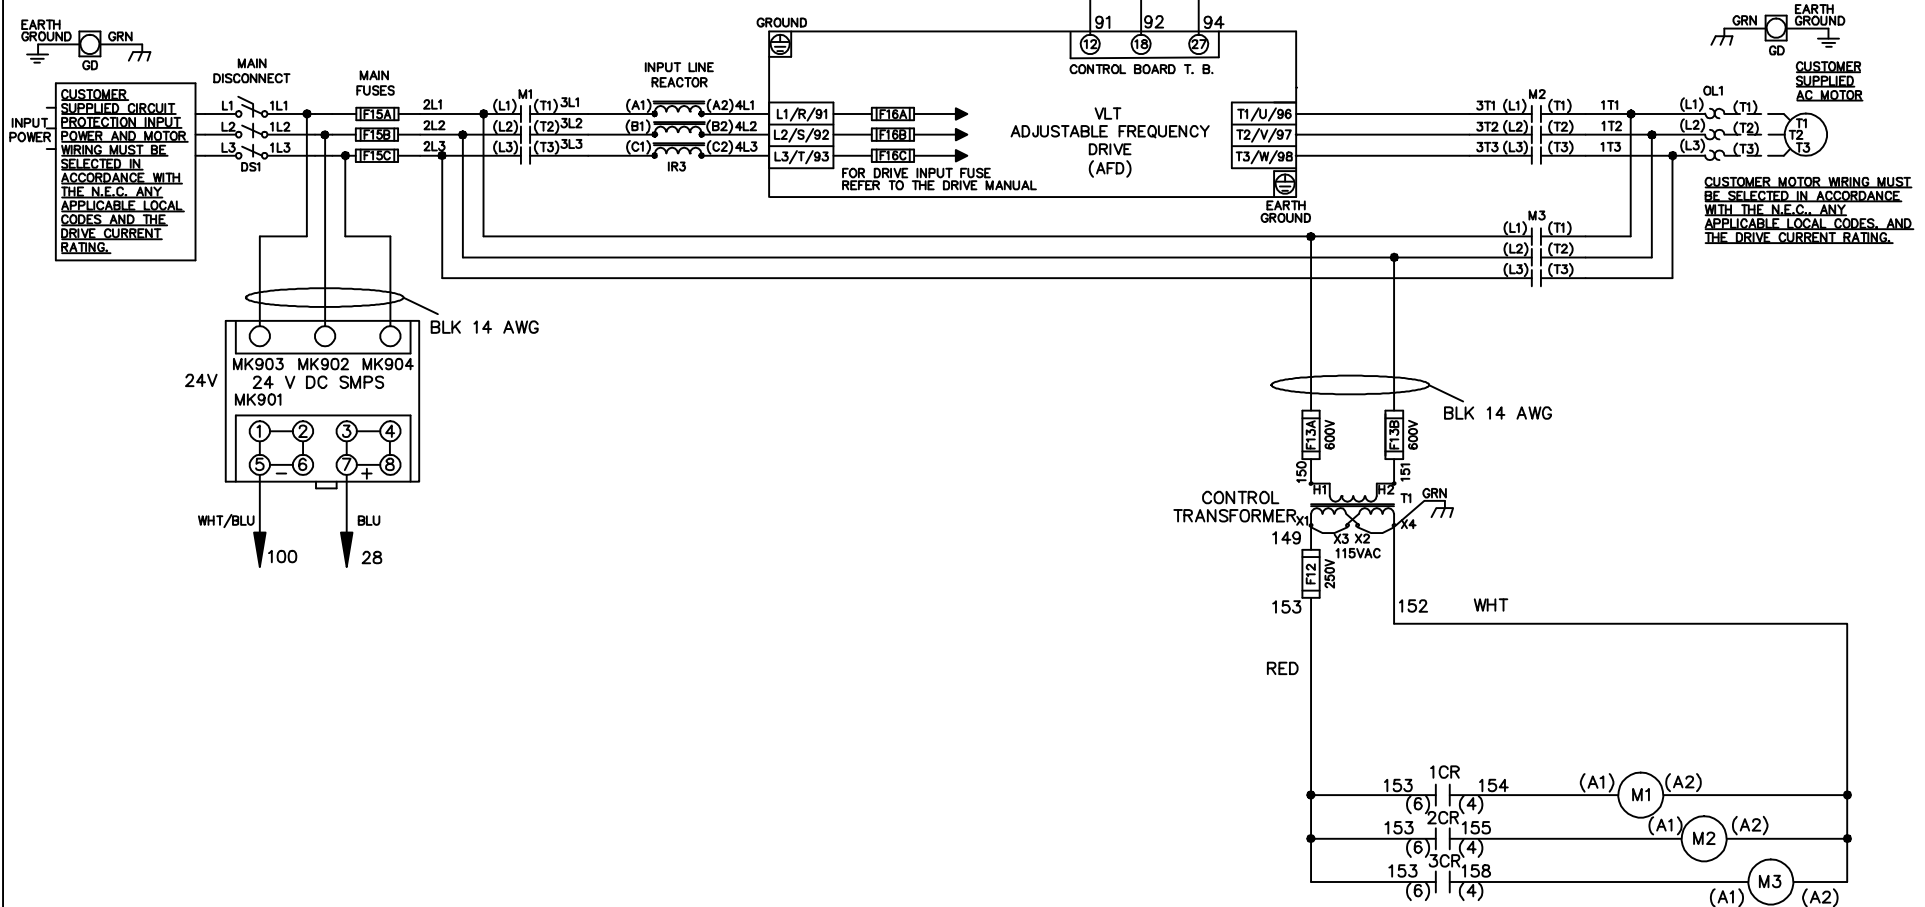 EARTH
GROUND
GRN
GD
GROUND
91
92
94
12
18
27
CONTROL BOARD T. B.
EARTH
GROUND
GRN
GD
CUSTOMER
SUPPLIED
AC MOTOR
INPUT
POWER
CUSTOMER
SUPPLIED CIRCUIT
PROTECTION INPUT
POWER AND MOTOR
WIRING MUST BE
SELECTED IN
ACCORDANCE WITH
THE N.E.C. ANY
APPLICABLE LOCAL
CODES AND THE
DRIVE CURRENT
RATING.
MAIN
DISCONNECT
L1
1L1
L2
1L2
L3
1L3
DS1
MAIN
FUSES
F15A
F15B
F15C
2L1
2L2
2L3
M1
(L1) (T1) 3L1
(L2) (T2) 3L2
(L3) (T3) 3L3
INPUT LINE
REACTOR
(A1) (A2) 4L1
(B1) (B2) 4L2
(C1) (C2) 4L3
IR3
L1/R/91
L2/S/92
L3/T/93
F16A
F16B
F16C
FOR DRIVE INPUT FUSE
REFER TO THE DRIVE MANUAL
VLT
ADJUSTABLE FREQUENCY
DRIVE
(AFD)
T1/U/96
T2/V/97
T3/W/98
EARTH
GROUND
M2
3T1 (L1) (T1) 1T1
3T2 (L2) (T2) 1T2
3T3 (L3) (T3) 1T3
OL1
(L1) (T1)
(L2) (T2)
(L3) (T3)
T1
T2
T3
CUSTOMER MOTOR WIRING MUST
BE SELECTED IN ACCORDANCE
WITH THE N.E.C., ANY
APPLICABLE LOCAL CODES, AND
THE DRIVE CURRENT RATING.
M3
(L1) (T1)
(L2) (T2)
(L3) (T3)
BLK 14 AWG
24V
MK903 MK902 MK904
24 V DC SMPS
MK901
1 2 3 4
5 6 7 8
- +
WHT/BLU
BLU
100
28
BLK 14 AWG
F13A
600V
F13B
600V
150
151
H1
H2
T1
GRN
CONTROL
TRANSFORMER
X1
X3 X2
X4
115VAC
149
F12
250V
153
152
WHT
RED
1CR
153 154
(6) (4)
(A1) M1 (A2)
2CR
153 155
(6) (4)
(A1) M2 (A2)
3CR
153 158
(6) (4)
(A1) M3 (A2)